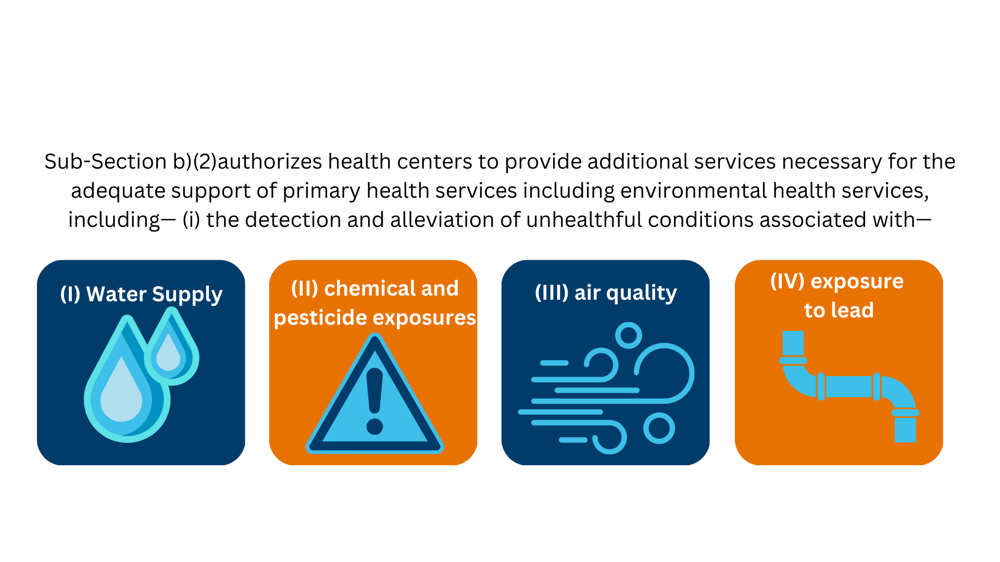 Sub-Section b)(2)authorizes health centers to provide additional services necessary for the
adequate support of primary health services including environmental health services,
including— (i) the detection and alleviation of unhealthful conditions associated with—
(I) Water Supply
(II) chemical and
pesticide exposures
(III) air quality
(IV) exposure
to lead